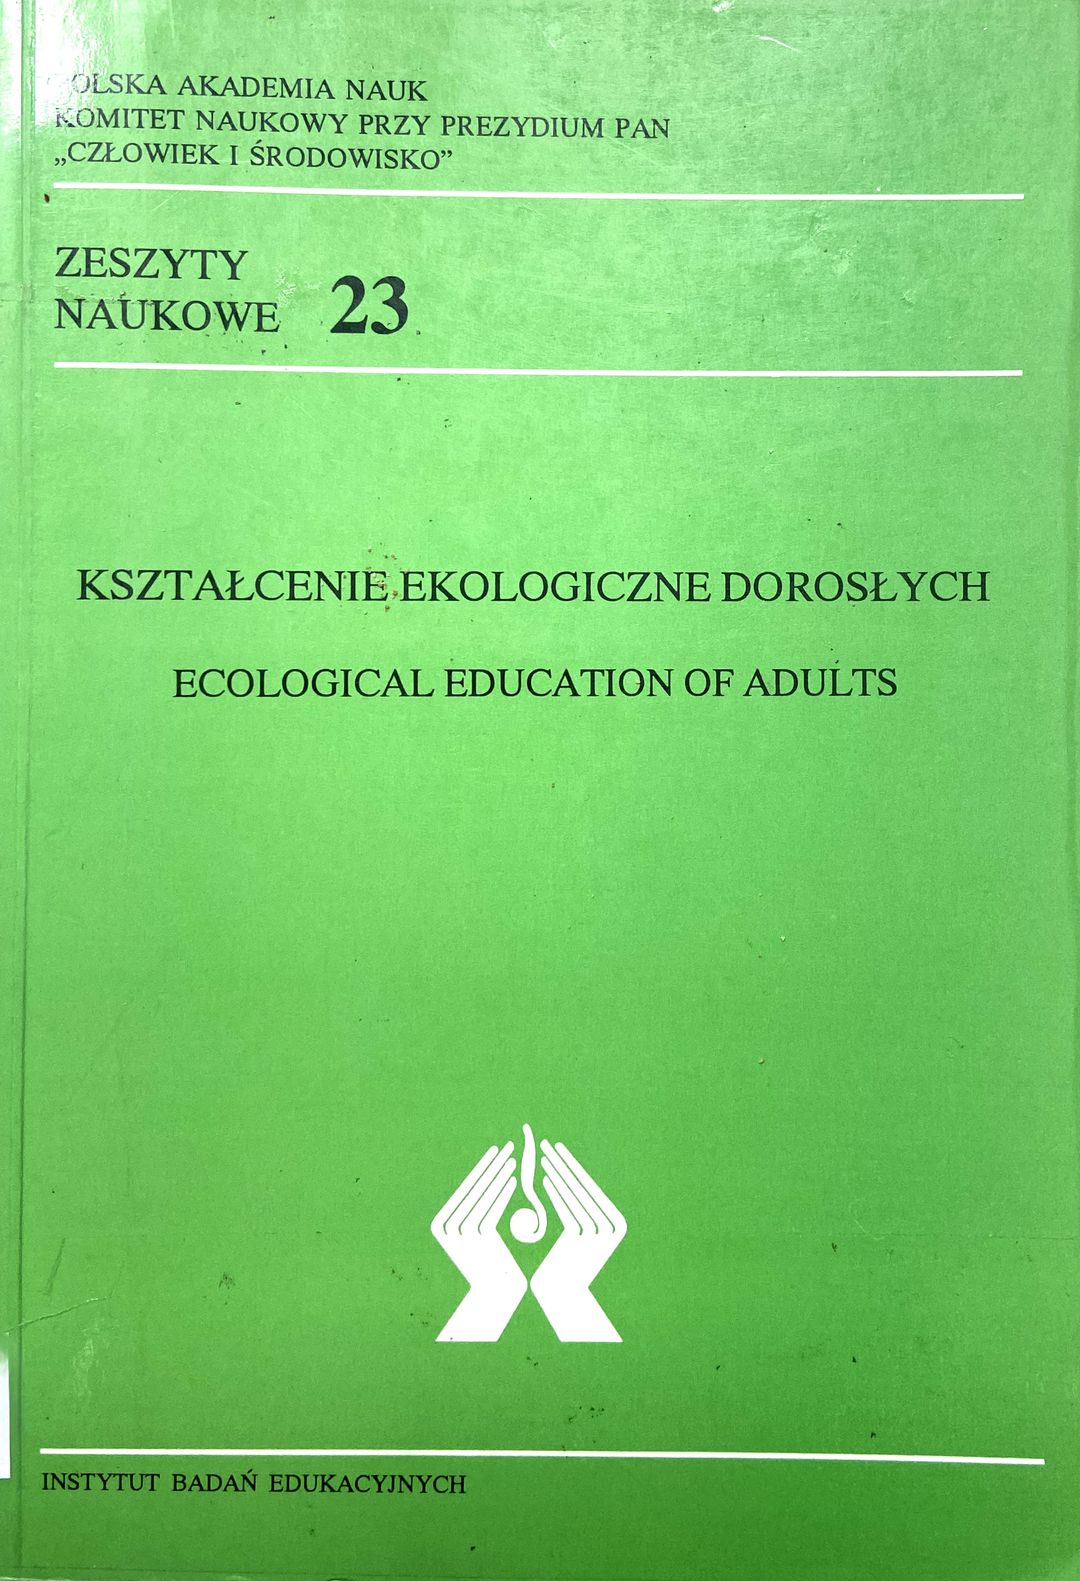 POLSKA AKADEMIA NAUK
KOMITET NAUKOWY PRZY PREZYDIUM PAN
„CZŁOWIEK I ŚRODOWISKO”
ZESZYTY
NAUKOWE 23
KSZTAŁCENIE EKOLOGICZNE DOROSŁYCH
ECOLOGICAL EDUCATION OF ADULTS
INSTYTUT BADAŃ EDUKACYJNYCH